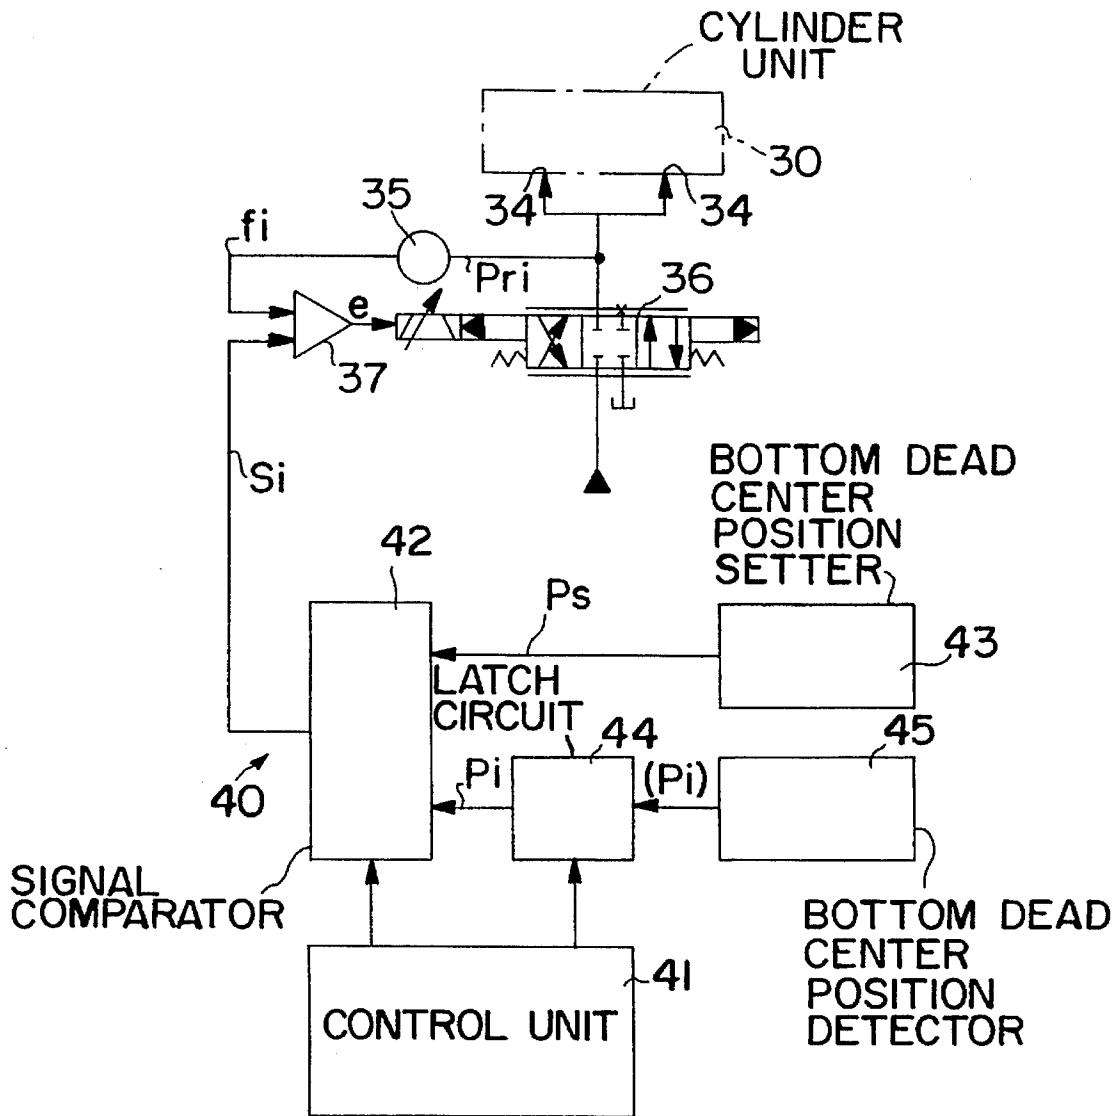 CYLINDER
UNIT
30
34
34
35
fi
Pri
36
e
37
Si
BOTTOM DEAD
CENTER
POSITION
SETTER
42
Ps
43
LATCH
CIRCUIT
44
45
Pi
(Pi)
40
SIGNAL
COMPARATOR
BOTTOM DEAD
CENTER
POSITION
DETECTOR
41
CONTROL UNIT